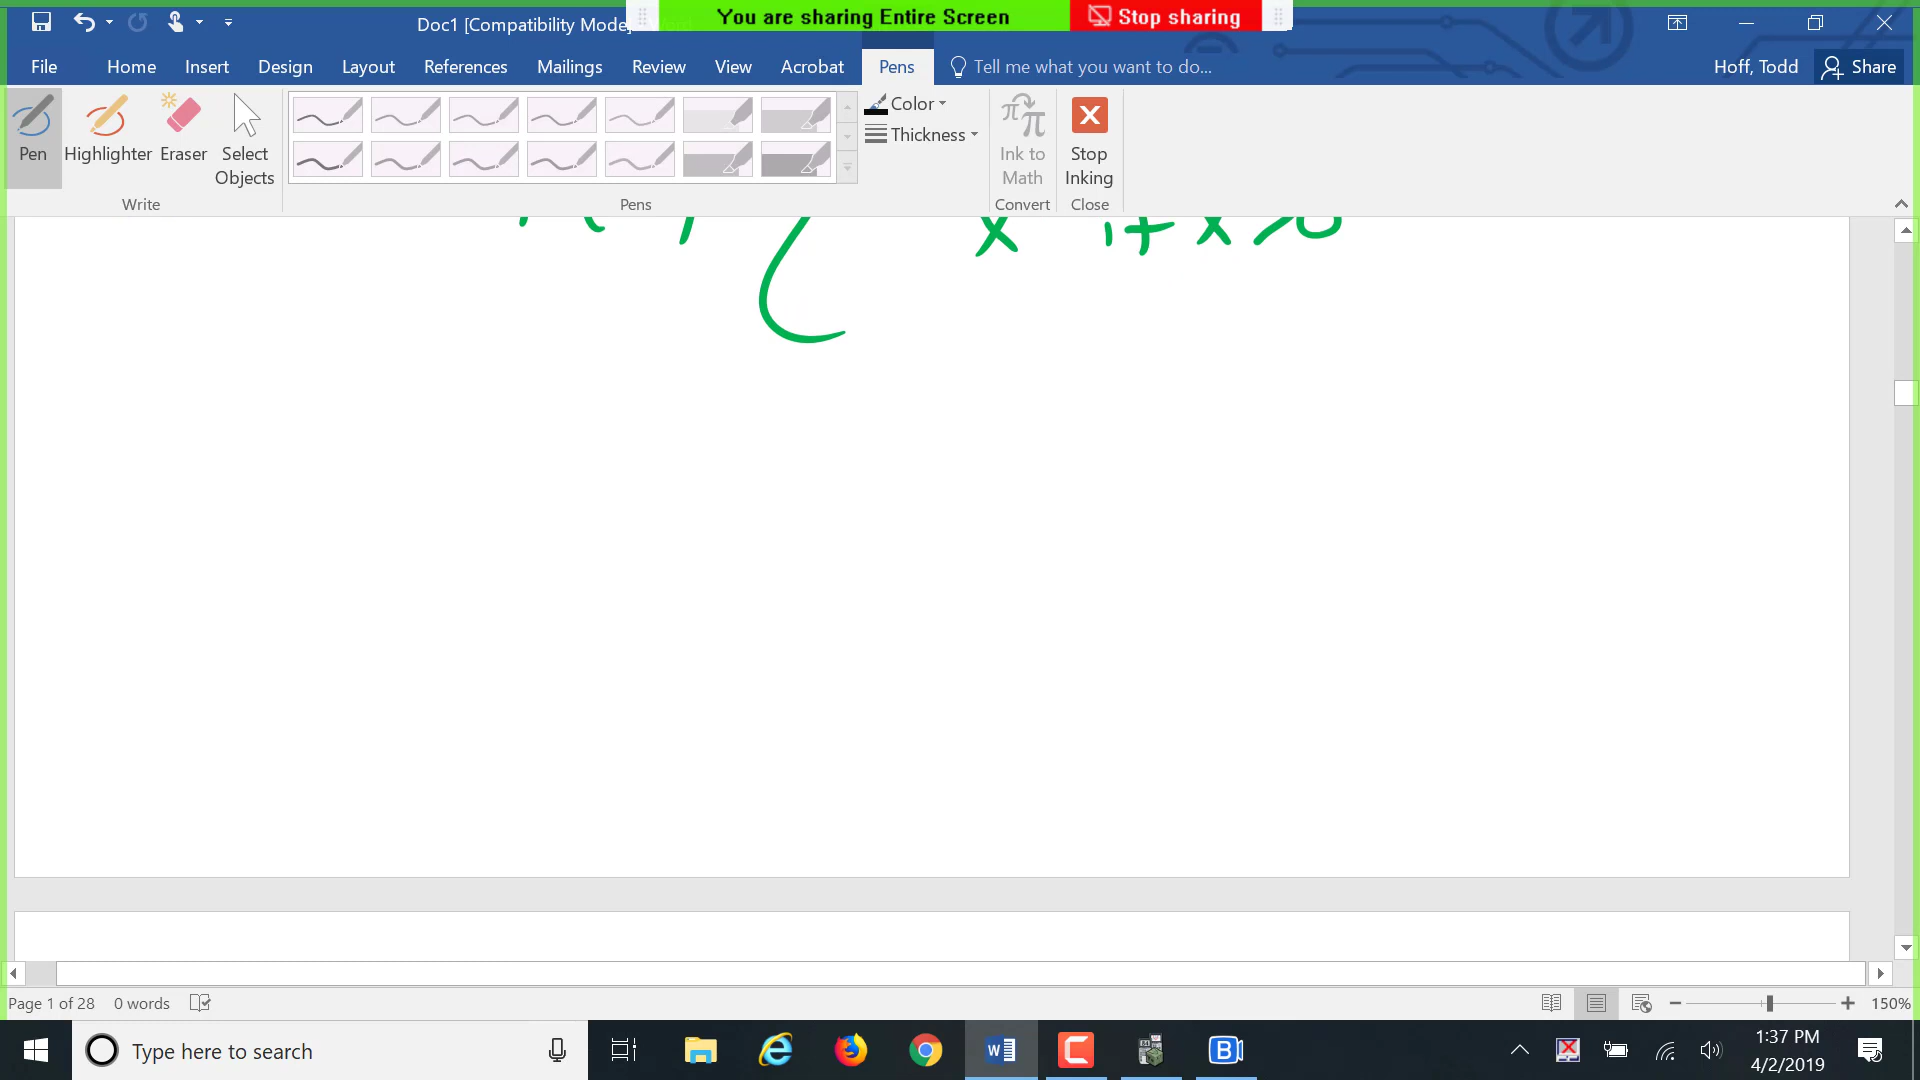 You are sharing Entire Screen
Stop sharing
Doc1 [Compatibility Mode]
File Home Insert Design Layout References Mailings Review View Acrobat Pens Tell me what you want to do... Hoff, Todd Share
Color
Thickness
Pen Highlighter Eraser Select Objects
Ink to Math
Stop Inking
Write Pens Convert Close
x if x>0
Page 1 of 28 0 words 150%
Type here to search
1:37 PM
4/2/2019